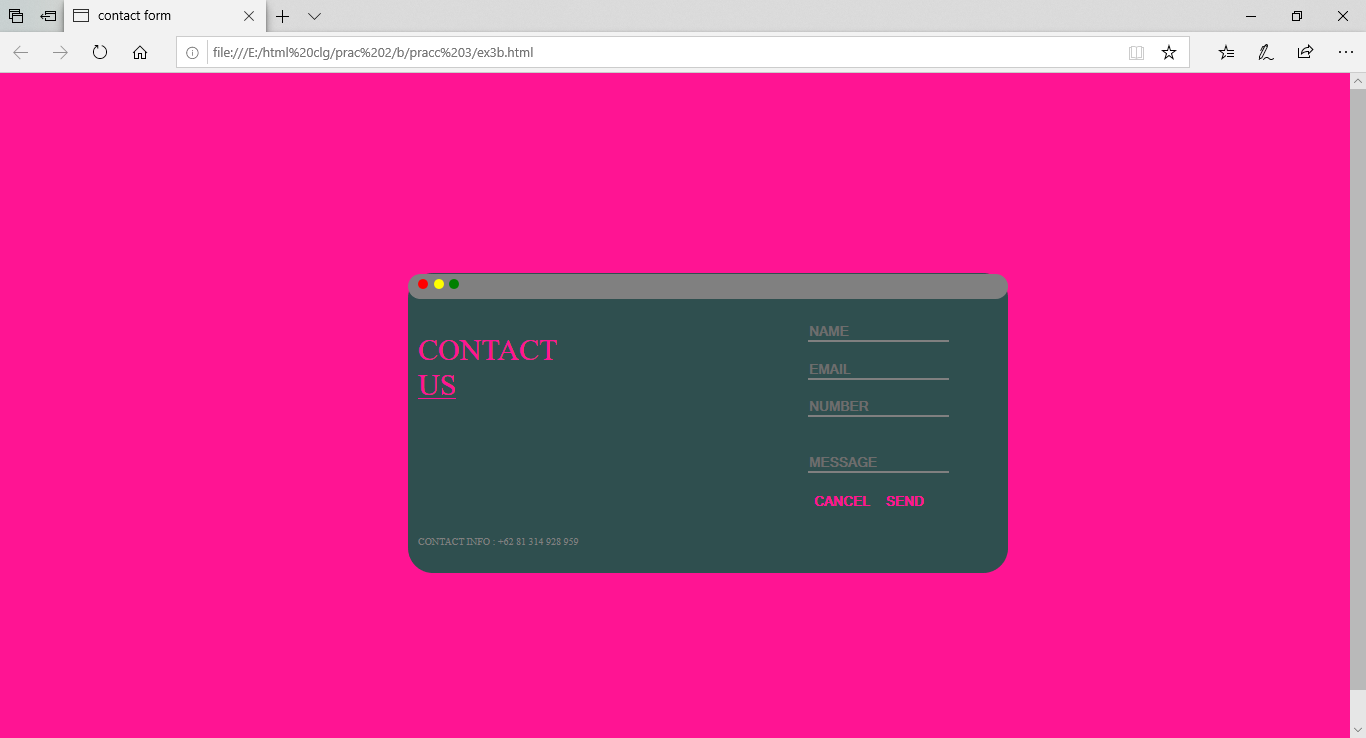 contact form
file:///E:/html%20clg/prac%202/b/pracc%203/ex3b.html
CONTACT
US
NAME
EMAIL
NUMBER
MESSAGE
CANCEL SEND
CONTACT INFO : +62 81 314 928 959